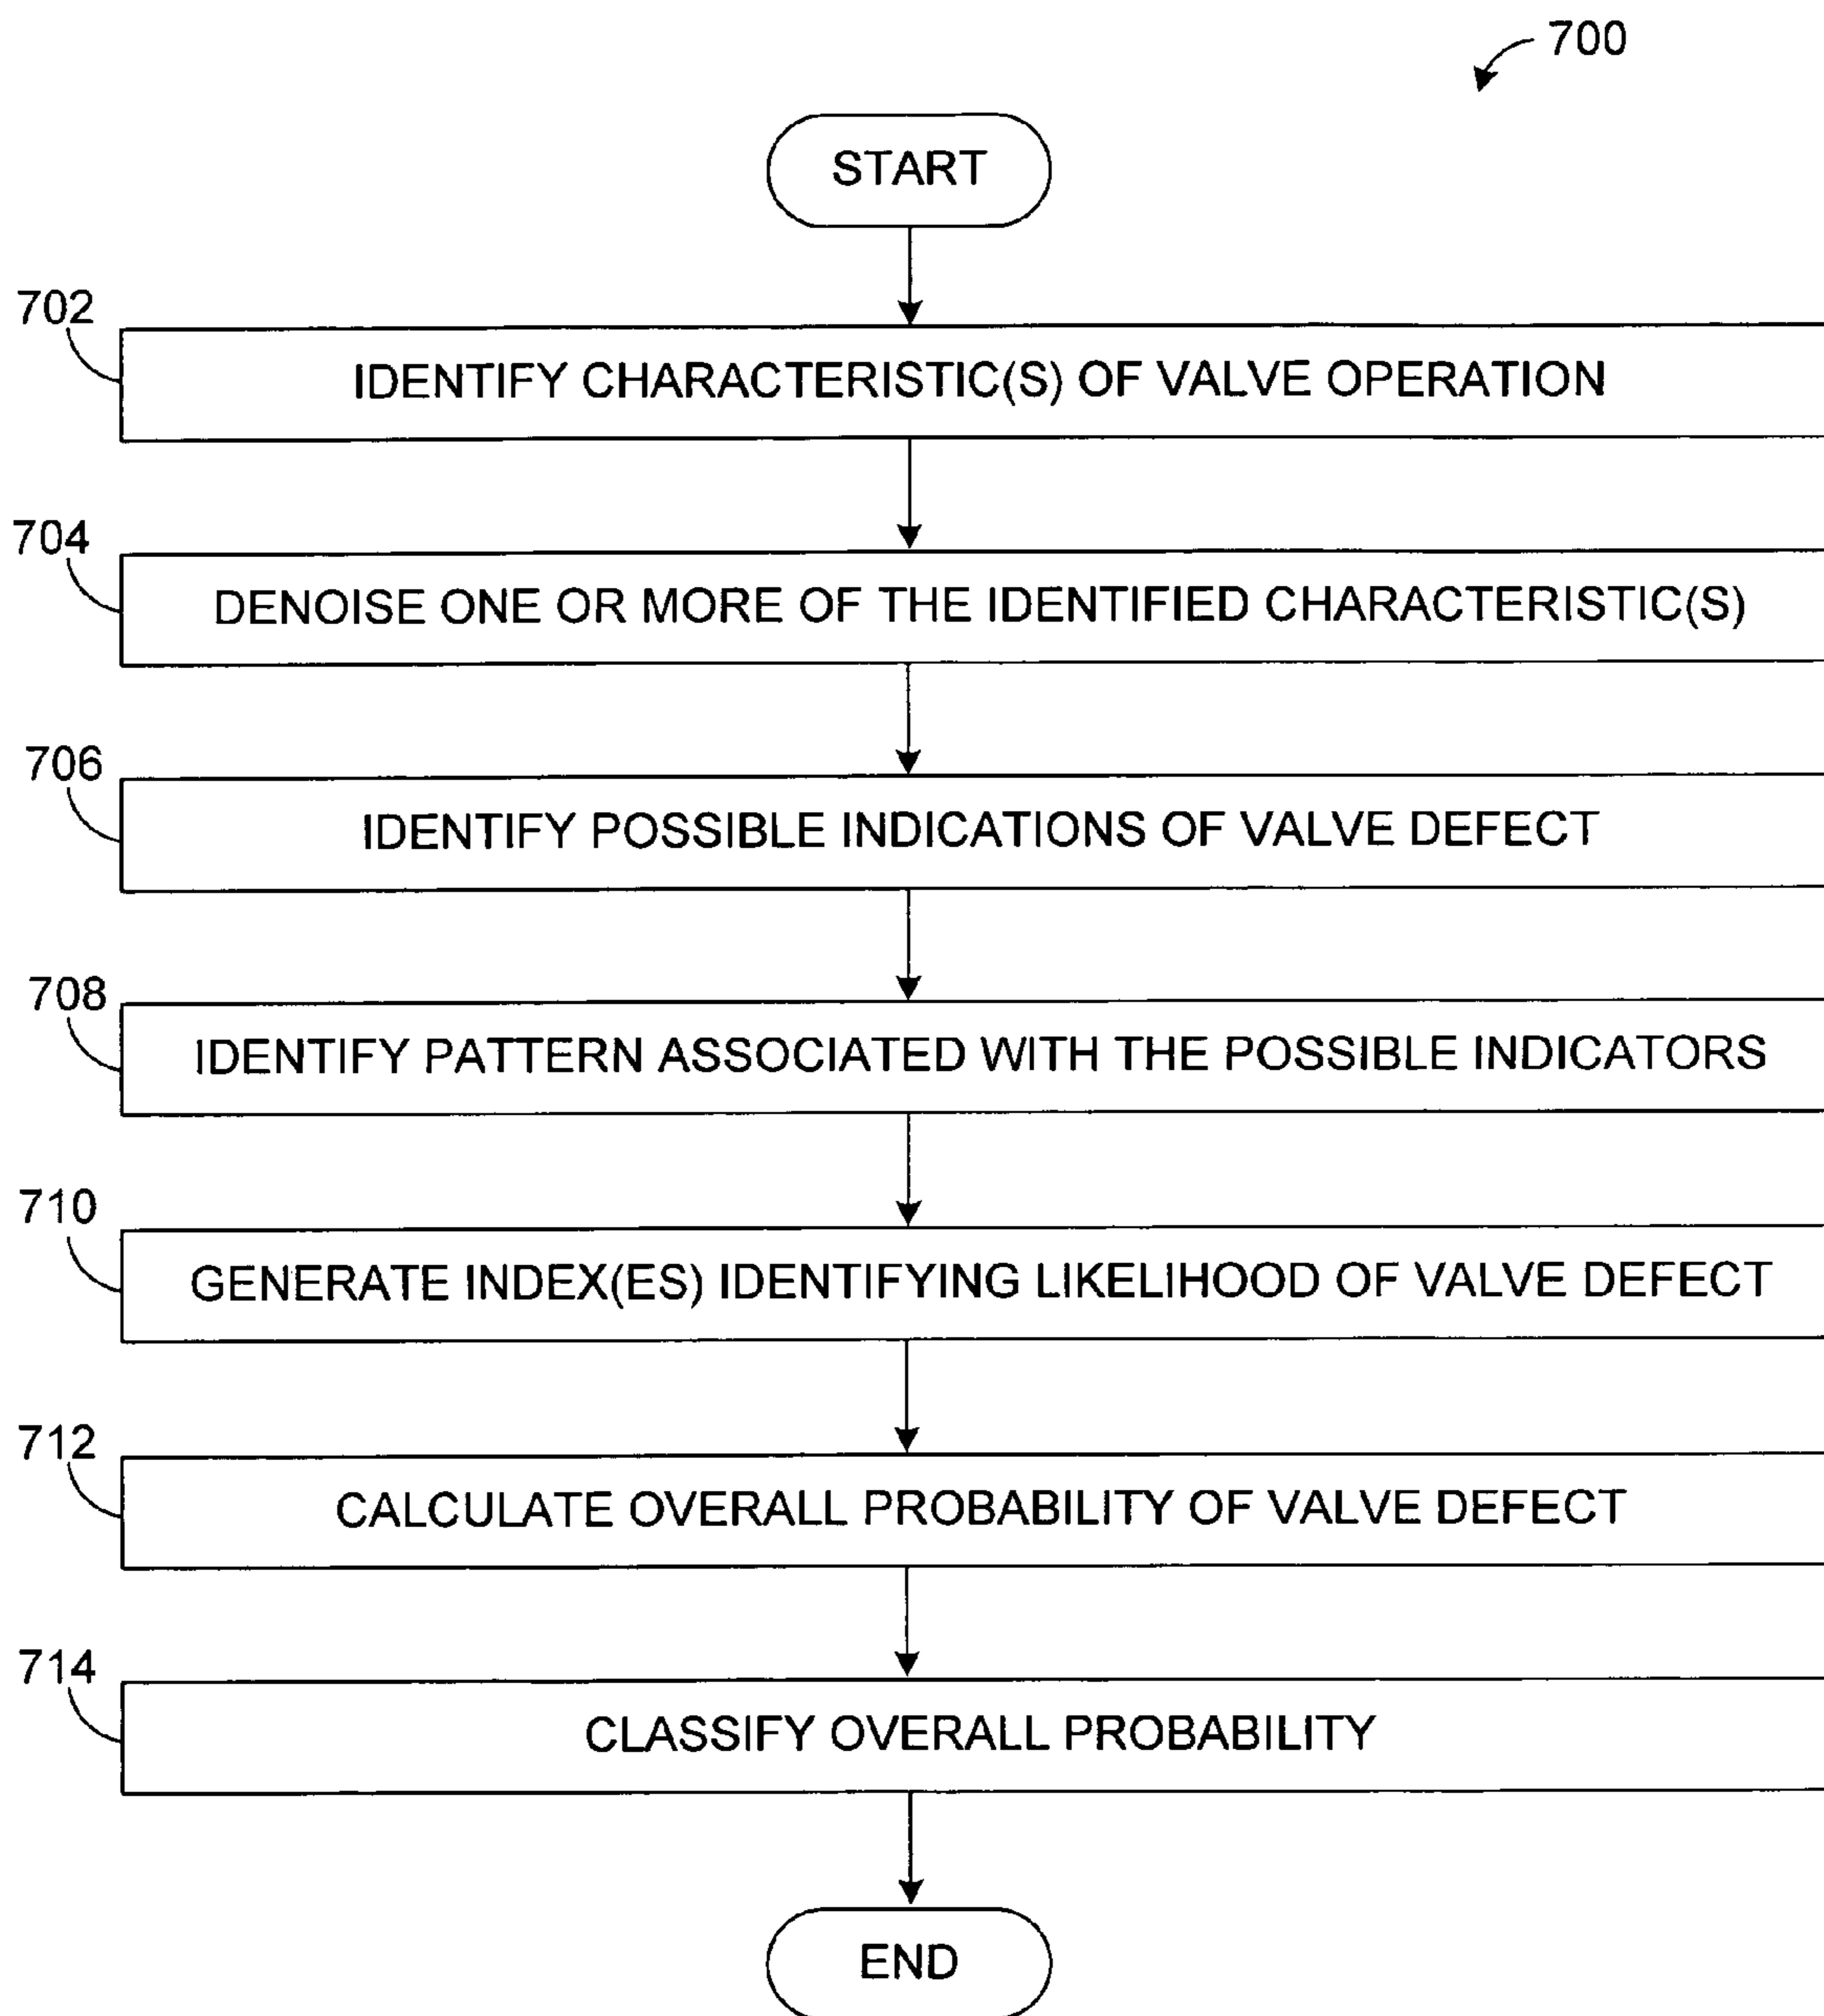 700
START
702
IDENTIFY CHARACTERISTIC(S) OF VALVE OPERATION
704
DENOISE ONE OR MORE OF THE IDENTIFIED CHARACTERISTIC(S)
706
IDENTIFY POSSIBLE INDICATIONS OF VALVE DEFECT
708
IDENTIFY PATTERN ASSOCIATED WITH THE POSSIBLE INDICATORS
710
GENERATE INDEX(ES) IDENTIFYING LIKELIHOOD OF VALVE DEFECT
712
CALCULATE OVERALL PROBABILITY OF VALVE DEFECT
714
CLASSIFY OVERALL PROBABILITY
END